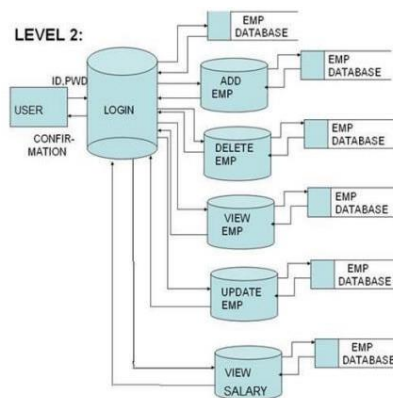 LEVEL 2:
EMP
DATABASE
ID,PWD
USER
LOGIN
CONFIR-
MATION
ADD
EMP
EMP
DATABASE
DELETE
EMP
EMP
DATABASE
VIEW
EMP
EMP
DATABASE
UPDATE
EMP
EMP
DATABASE
VIEW
SALARY
EMP
DATABASE